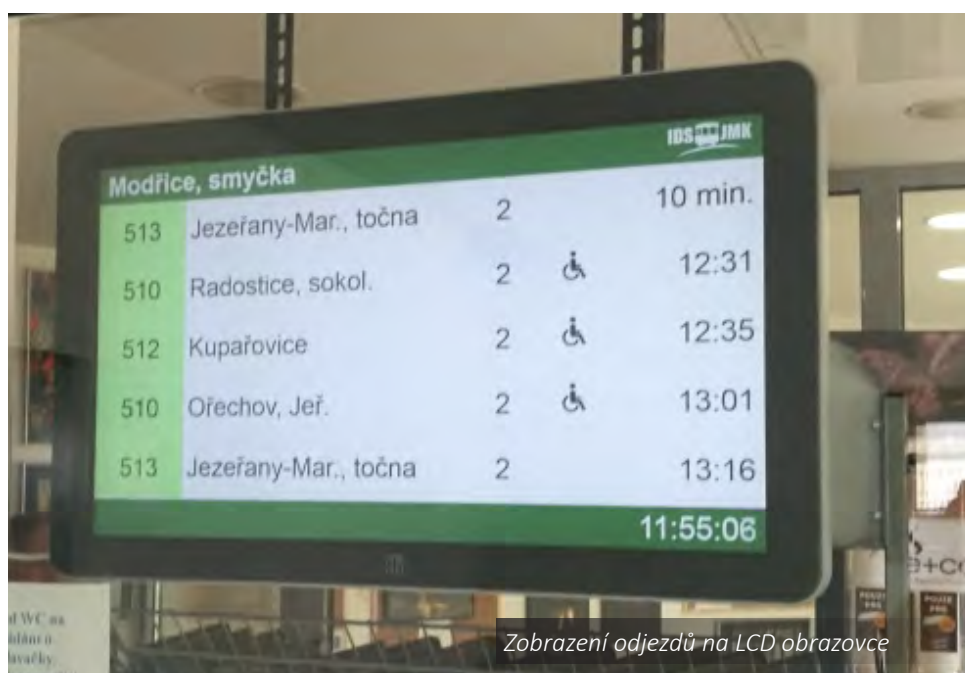 IDS JMK
Modřice, smyčka
513 Jezeřany-Mar., točna 2 10 min.
510 Radostice, sokol. 2 12:31
512 Kupařovice 2 12:35
510 Ořechov, Jeř. 2 13:01
513 Jezeřany-Mar., točna 2 13:16
11:55:06
WC na
Zobrazení odjezdů na LCD obrazovce